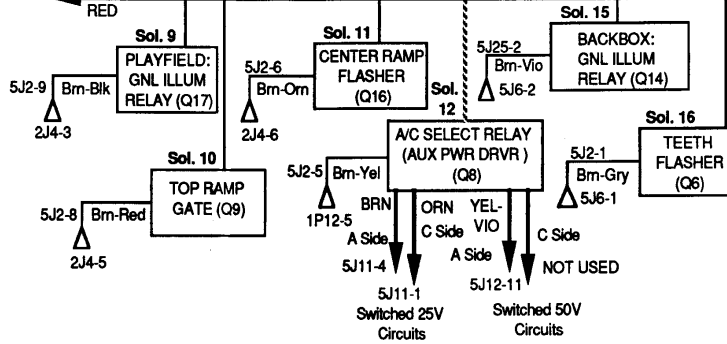 RED
Sol. 9
PLAYFIELD:
GNL ILLUM
RELAY (Q17)
5J2-9
Brn-Blk
2J4-3
Sol. 10
TOP RAMP
GATE (Q9)
5J2-8
Brn-Red
2J4-5
Sol. 11
CENTER RAMP
FLASHER
(Q16)
5J2-6
Brn-Orn
2J4-6
Sol.
12
A/C SELECT RELAY
(AUX PWR DRVR )
(Q8)
5J2-5
Brn-Yel
1P12-5
BRN
A Side
5J11-4
ORN
C Side
5J11-1
Switched 25V
Circuits
YEL-
VIO
A Side
5J12-11
C Side
NOT USED
Switched 50V
Circuits
Sol. 15
BACKBOX:
GNL ILLUM
RELAY (Q14)
5J25-2
Brn-Vio
5J6-2
Sol. 16
TEETH
FLASHER
(Q6)
5J2-1
Brn-Gry
5J6-1